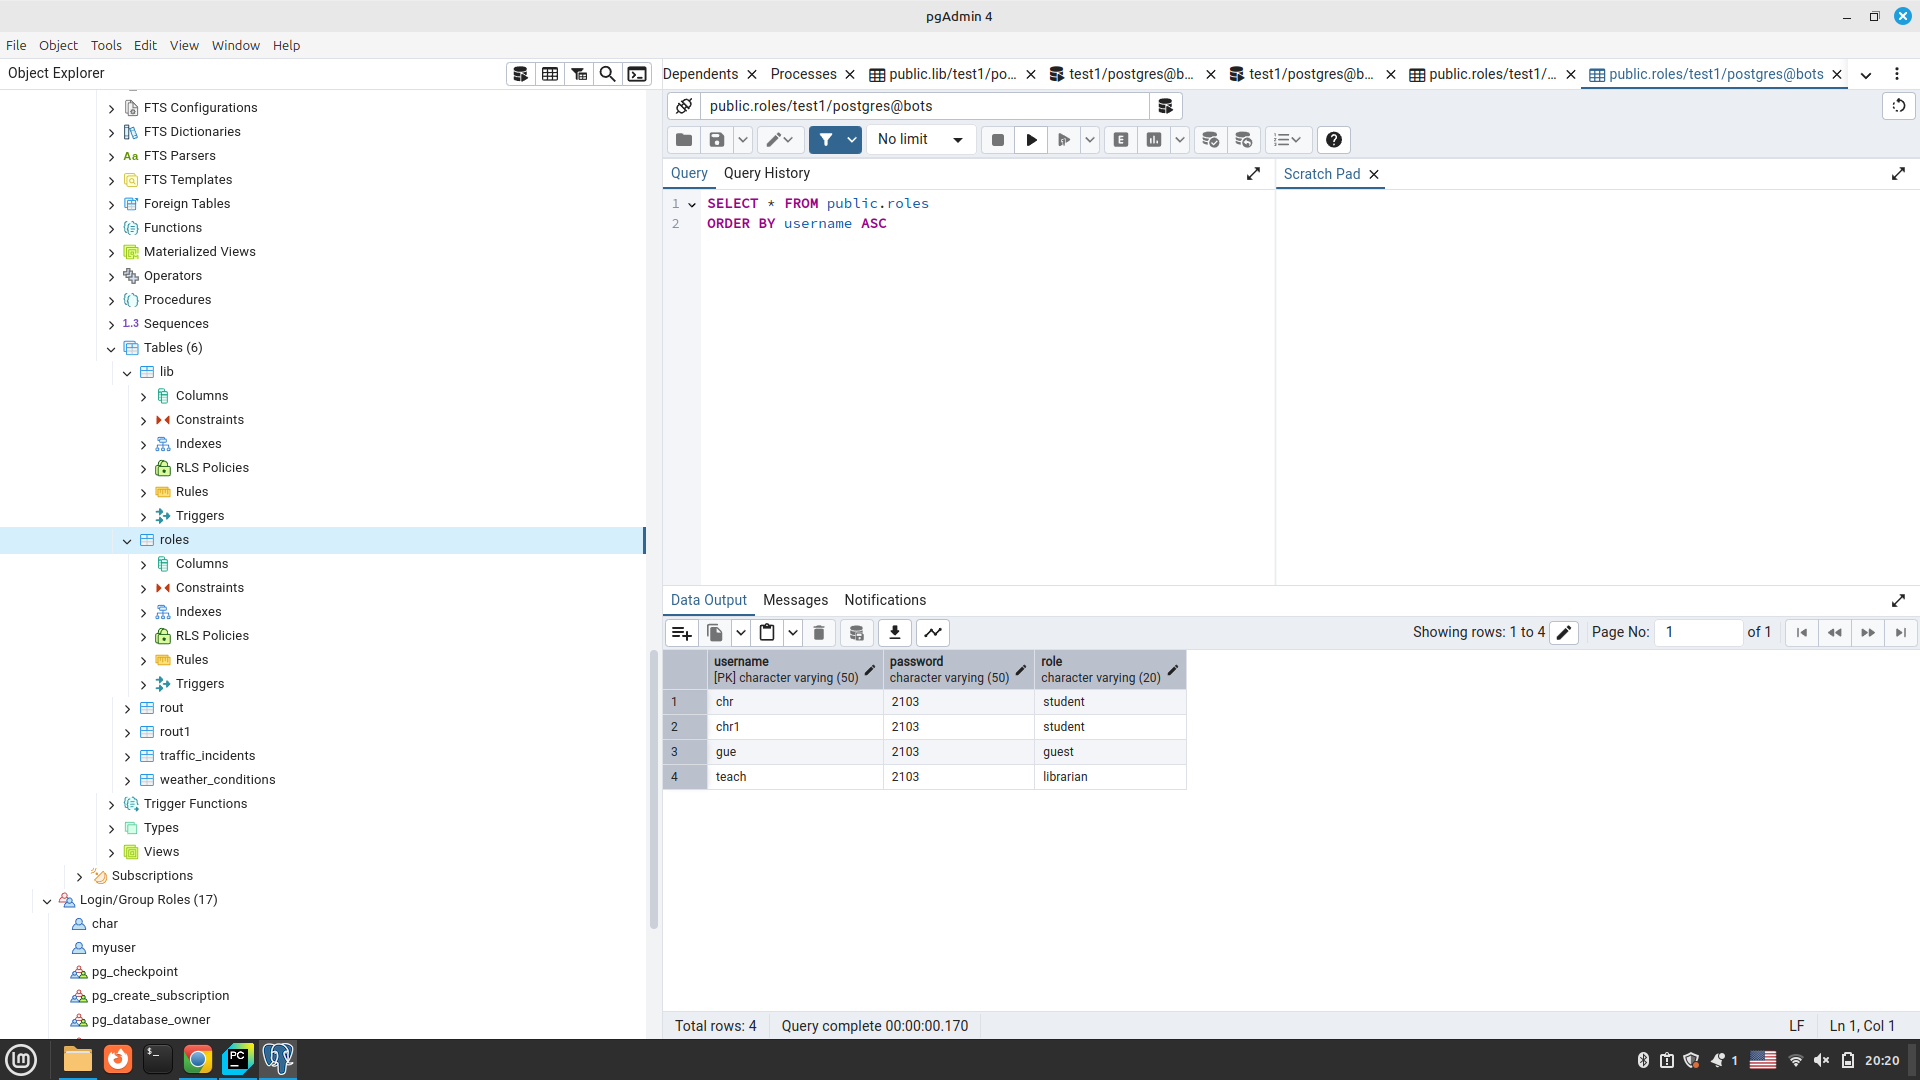 pgAdmin 4
File Object Tools Edit View Window Help
Object Explorer
FTS Configurations
FTS Dictionaries
Aa FTS Parsers
FTS Templates
Foreign Tables
Functions
Materialized Views
Operators
Procedures
1..3 Sequences
Tables (6)
lib
Columns
Constraints
Indexes
RLS Policies
Rules
Triggers
roles
Columns
Constraints
Indexes
RLS Policies
Rules
Triggers
rout
rout1
traffic_incidents
weather_conditions
Trigger Functions
Types
Views
Subscriptions
Login/Group Roles (17)
char
myuser
pg_checkpoint
pg_create_subscription
pg_database_owner
Dependents Processes public.lib/test1/po... test1/postgres@b... test1/postgres@b... public.roles/test1/... public.roles/test1/postgres@bots
public.roles/test1/postgres@bots
No limit E
Query Query History
1 SELECT * FROM public.roles
2 ORDER BY username ASC
Scratch Pad
Data Output Messages Notifications
Showing rows: 1 to 4 Page No: 1 of 1
username password role
[PK] character varying (50) character varying (50) character varying (20)
1 chr 2103 student
2 chr1 2103 student
3 gue 2103 guest
4 teach 2103 librarian
Total rows: 4 Query complete 00:00:00.170 LF Ln 1, Col 1
lm $_ PC 1 20:20